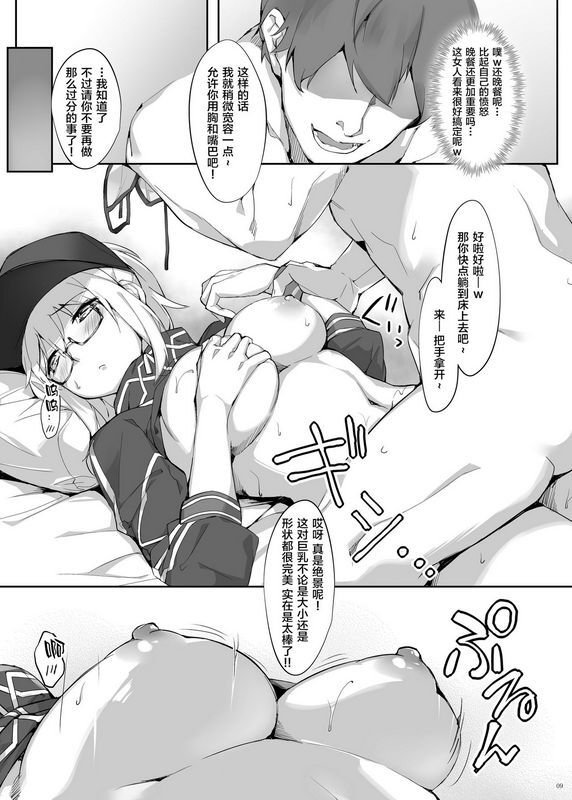 噗w还晚餐呢…
比起自己的愤怒
晚餐还更加重要吗…
这女人看来很好搞定呢w
这样的话
我就稍微宽容一点~
允许你用胸和嘴巴吧！
…我知道了
不过请你不要再做
那么过分的事了！
好啦好啦—w
那你快点躺到床上去吧~
来— 把手拿开~
呜…
呜…
ギシ
哎呀 真是绝景呢！
这对巨乳不论是大小还是
形状都很完美 实在是太棒了!!
啊…
ぷるん
09